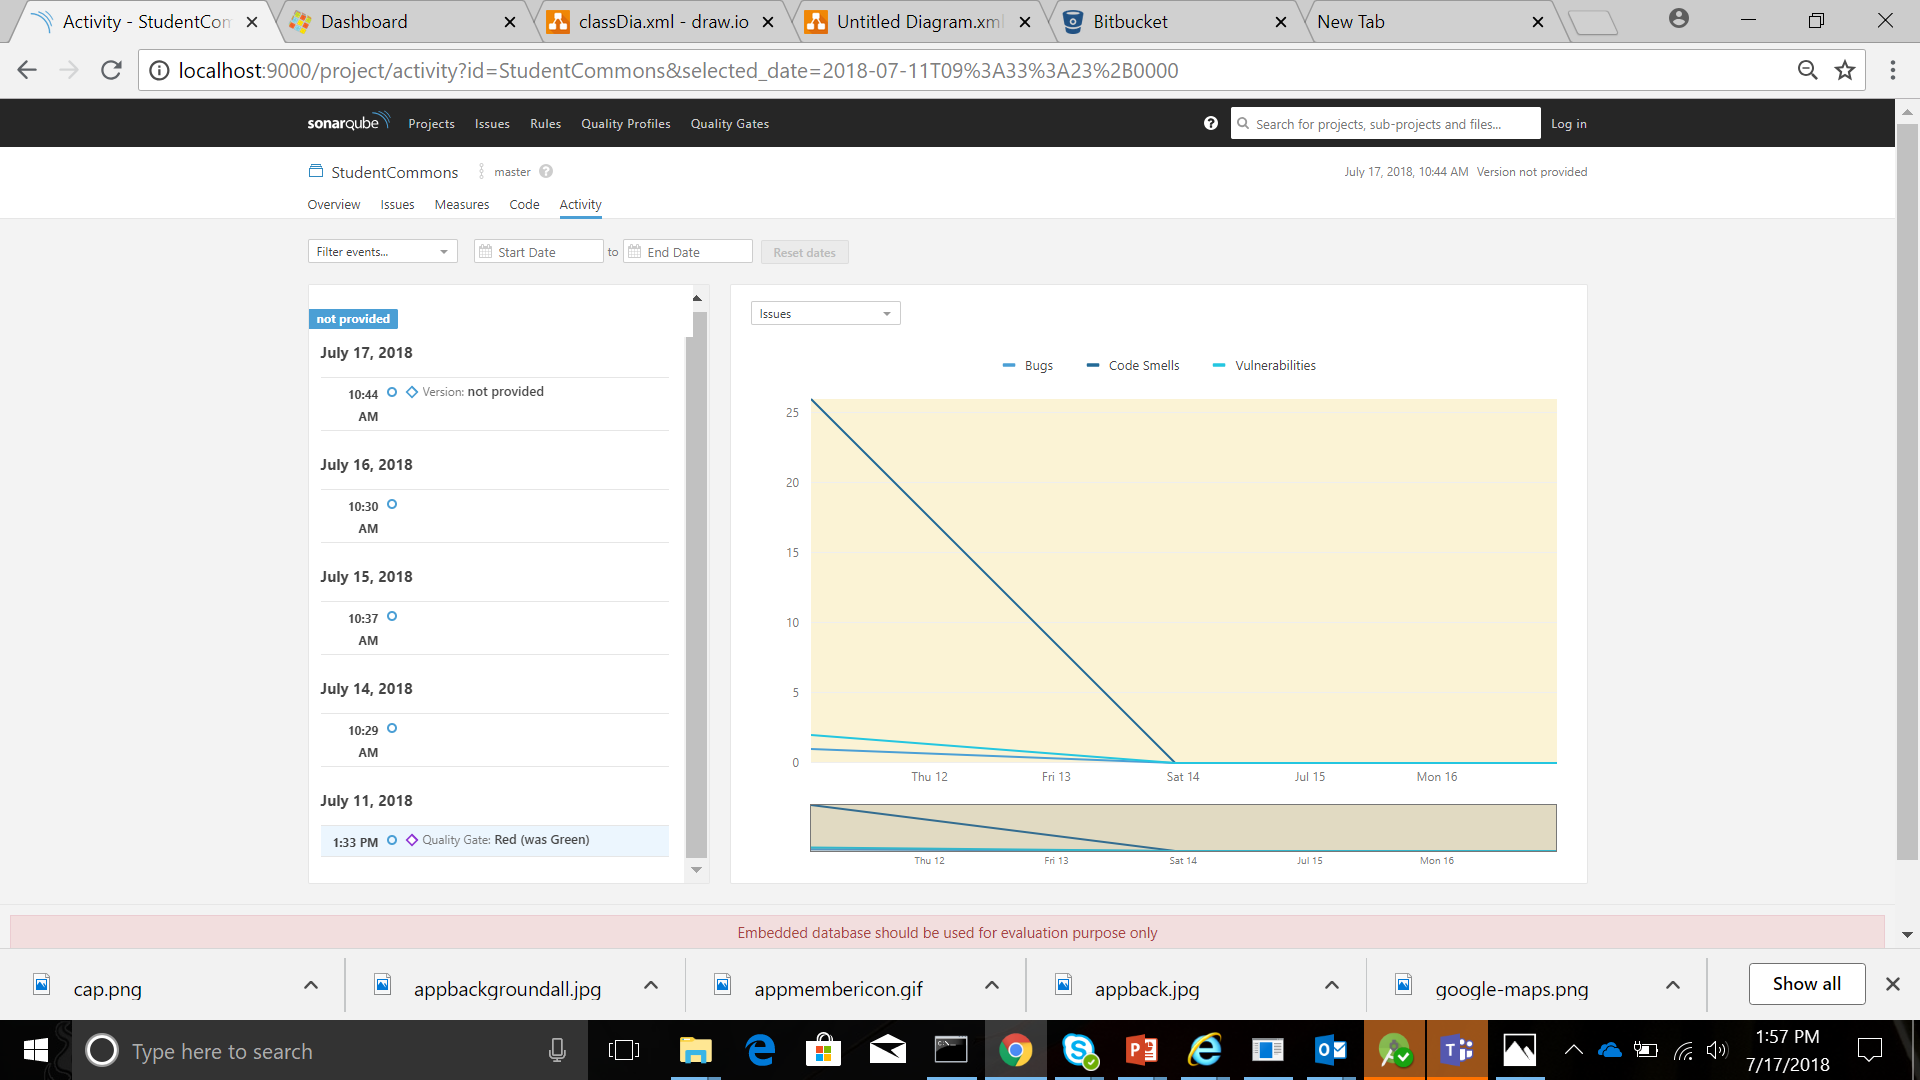 Activity - StudentCom
Dashboard
classDia.xml - draw.io
Untitled Diagram.xml
Bitbucket
New Tab
localhost:9000/project/activity?id=StudentCommons&selected_date=2018-07-11T09%3A33%3A23%2B0000
sonarqube Projects Issues Rules Quality Profiles Quality Gates
Search for projects, sub-projects and files...
Log in
StudentCommons master
July 17, 2018, 10:44 AM Version not provided
Overview Issues Measures Code Activity
Filter events... Start Date to End Date Reset dates
not provided
July 17, 2018
10:44 AM Version: not provided
July 16, 2018
10:30 AM
July 15, 2018
10:37 AM
July 14, 2018
10:29 AM
July 11, 2018
1:33 PM Quality Gate: Red (was Green)
Issues
Bugs Code Smells Vulnerabilities
25
20
15
10
5
0
Thu 12 Fri 13 Sat 14 Jul 15 Mon 16
Thu 12 Fri 13 Sat 14 Jul 15 Mon 16
Embedded database should be used for evaluation purpose only
cap.png
appbackgroundall.jpg
appmembericon.gif
appback.jpg
google-maps.png
Show all
Type here to search
1:57 PM
7/17/2018